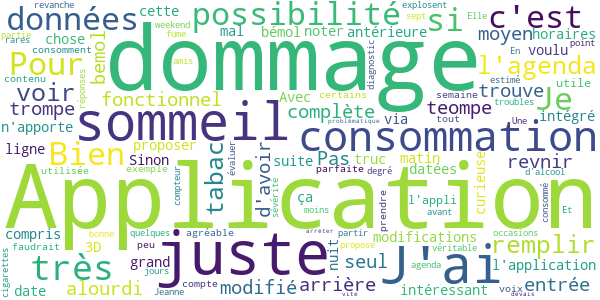 revanche weekend cette explosent sept Elle
données possibilité si c'est
partie fume mal bémol noter antérieure moyen horaires
rares chose amis diagnostic En voulu point
Pour bemol dommage l'agenda
consomment
contenu voir réponses Avec certains estimé utile
trompe fonctionnel semaine trouve Je
n'apporte sommeil complète teompe troubles intégré
ligne via tout Une
problématique consommation
Bien proposer suite Pas truc matin parfaite degré curieuse revnir
Sinon évaluer tabac d'avoir datées d'alcool
utilisée exemple compteur ça l'appli consommé Et
Application
compris 3D bonne quelques agréable sévérité moins prendre avant modifications arrêter partir occasions
très juste J'ai remplir
faudrait peu nuit seul propose véritable l'application
cigarettes date grand jours compte arrière agenda voix
alourdi Jeanne modifié vite intéressant devais entrée